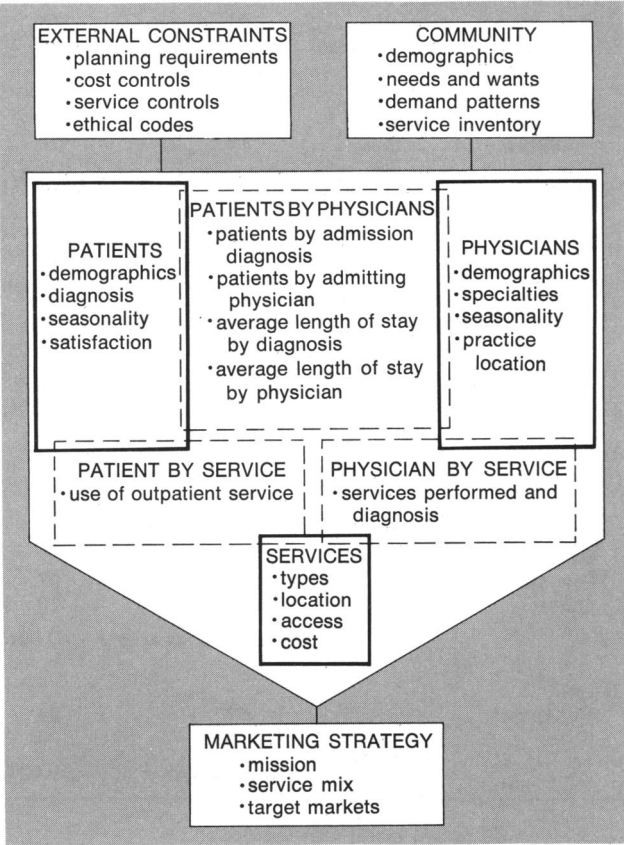 EXTERNAL CONSTRAINTS
•planning requirements
•cost controls
•service controls
•ethical codes
COMMUNITY
•demographics
•needs and wants
•demand patterns
•service inventory
PATIENTS
•demographics
•diagnosis
•seasonality
•satisfaction
PATIENTS BY PHYSICIANS
•patients by admission
diagnosis
•patients by admitting
physician
•average length of stay
by diagnosis
•average length of stay
by physician
PHYSICIANS
•demographics
•specialties
•seasonality
•practice
location
PATIENT BY SERVICE
•use of outpatient service
PHYSICIAN BY SERVICE
•services performed and
diagnosis
SERVICES
•types
•location
•access
•cost
MARKETING STRATEGY
•mission
•service mix
•target markets